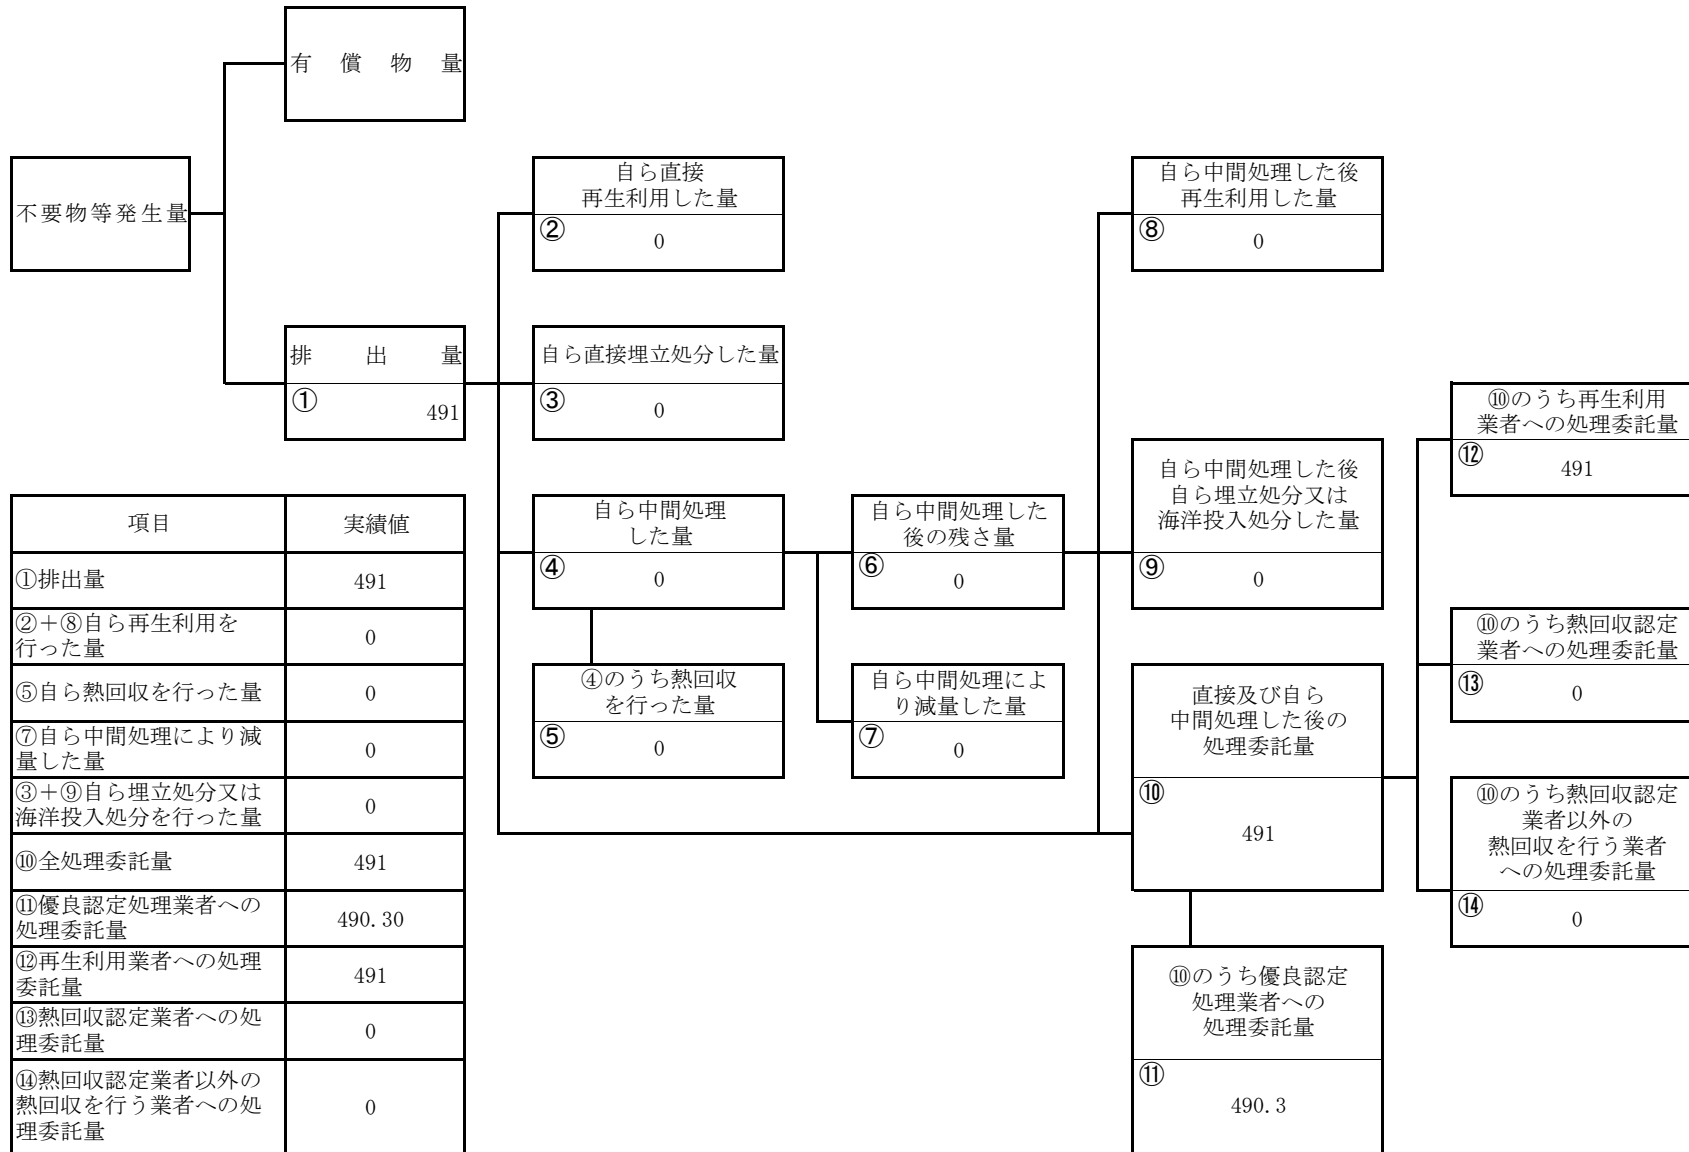 有償物量
不要物等発生量
排出量
①
491
自ら直接
再生利用した量
②
0
自ら直接埋立処分した量
③
0
自ら中間処理
した量
④
0
④のうち熱回収
を行った量
⑤
0
自ら中間処理した
後の残さ量
⑥
0
自ら中間処理によ
り減量した量
⑦
0
自ら中間処理した後
再生利用した量
⑧
0
自ら中間処理した後
自ら埋立処分又は
海洋投入処分した量
⑨
0
直接及び自ら
中間処理した後の
処理委託量
⑩
491
⑩のうち優良認定
処理業者への
処理委託量
⑪
490.3
⑩のうち再生利用
業者への処理委託量
⑫
491
⑩のうち熱回収認定
業者への処理委託量
⑬
0
⑩のうち熱回収認定
業者以外の
熱回収を行う業者
への処理委託量
⑭
0
項目 実績値
①排出量 491
②+⑧自ら再生利用を
行った量 0
⑤自ら熱回収を行った量 0
⑦自ら中間処理により減
量した量 0
③+⑨自ら埋立処分又は
海洋投入処分を行った量 0
⑩全処理委託量 491
⑪優良認定処理業者への
処理委託量 490.30
⑫再生利用業者への処理
委託量 491
⑬熱回収認定業者への処
理委託量 0
⑭熱回収認定業者以外の
熱回収を行う業者への処
理委託量 0